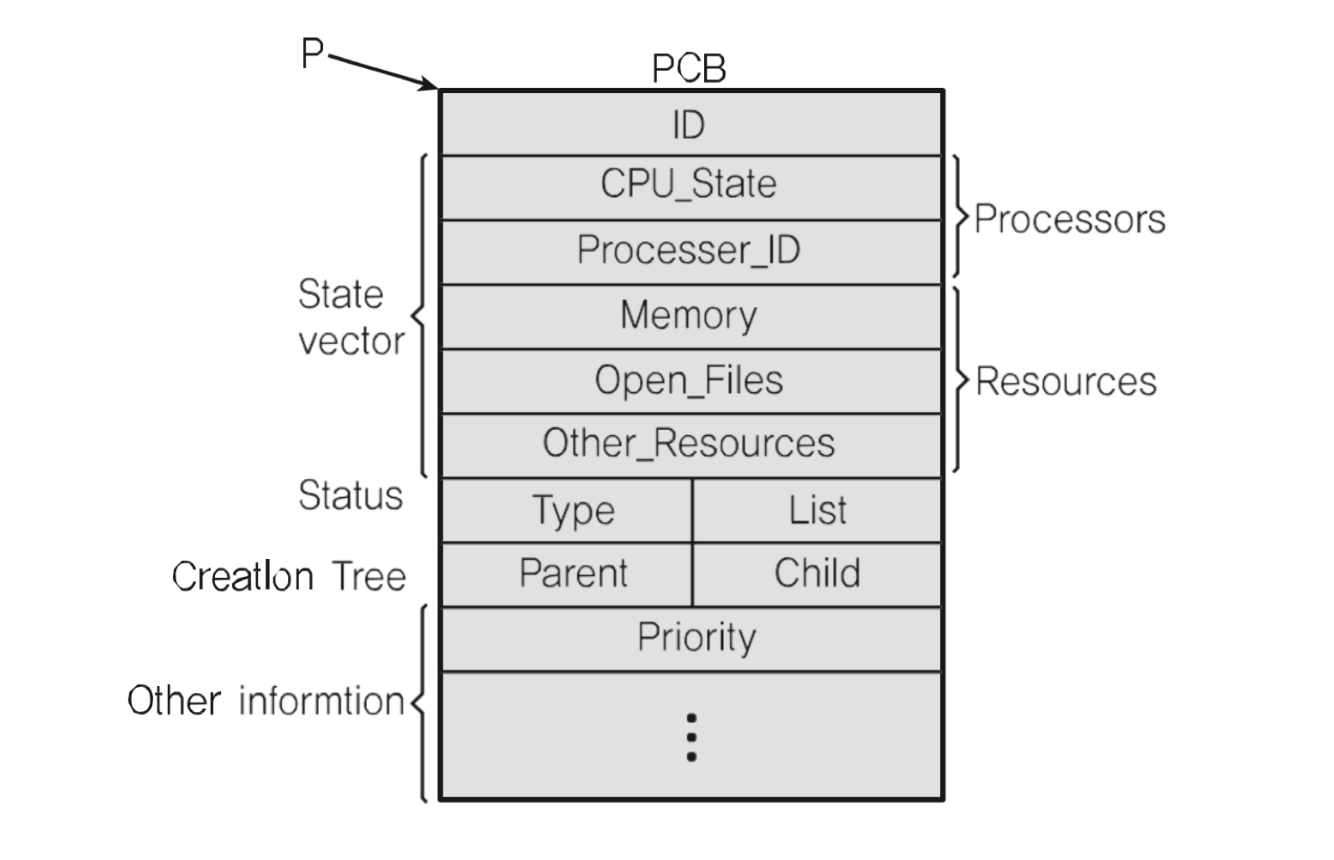 P
PCB
ID
CPU_State
Processer_ID
Processors
State
vector
Memory
Open_Files
Other_Resources
Resources
Status
Type
List
Creation Tree
Parent
Child
Priority
Other informtion